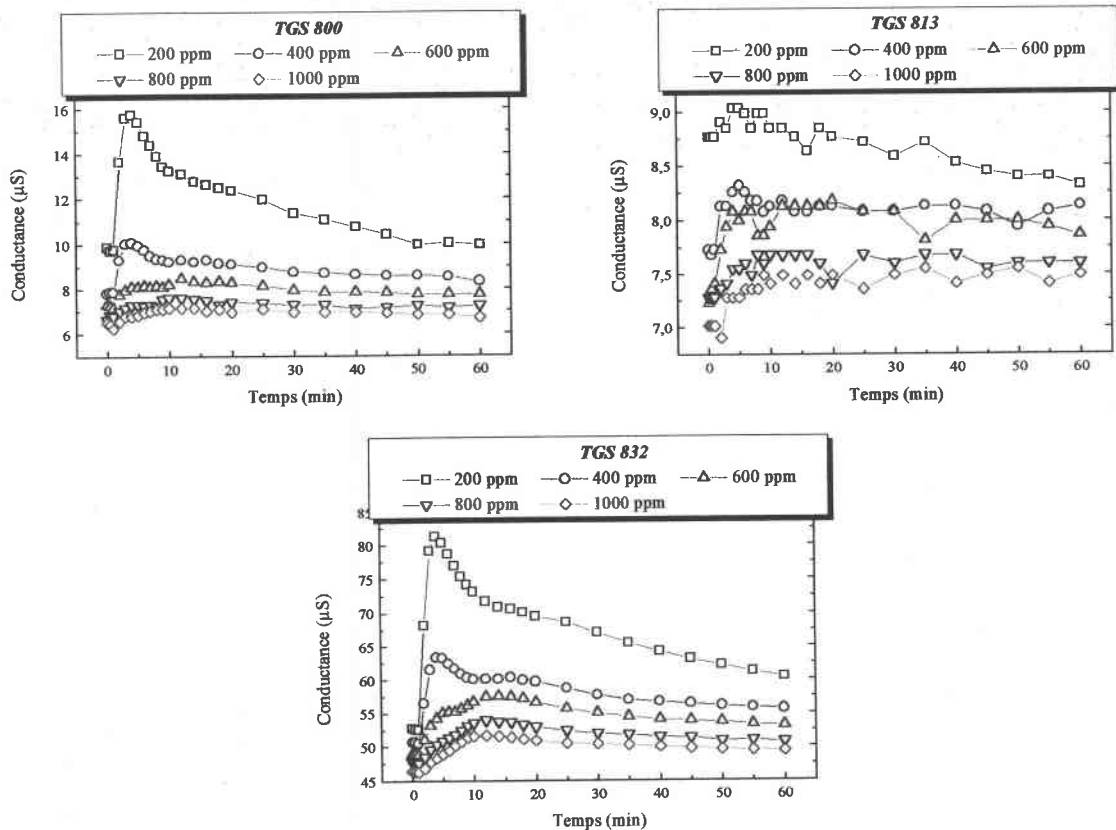 TGS 800
200 ppm 400 ppm 600 ppm
800 ppm 1000 ppm
16
14
12
10
8
6
Conductance (µS)
0 10 20 30 40 50 60
Temps (min)
TGS 813
200 ppm 400 ppm 600 ppm
800 ppm 1000 ppm
9,0
8,5
8,0
7,5
7,0
Conductance (µS)
0 10 20 30 40 50 60
Temps (min)
TGS 832
200 ppm 400 ppm 600 ppm
800 ppm 1000 ppm
85
80
75
70
65
60
55
50
45
Conductance (µS)
0 10 20 30 40 50 60
Temps (min)